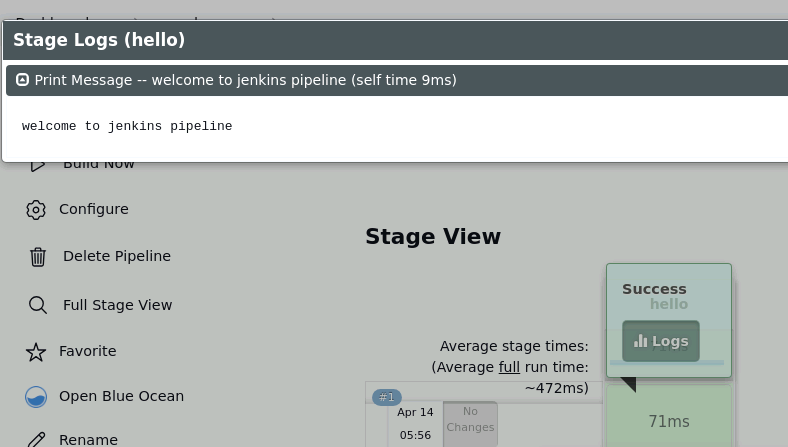 Stage Logs (hello)
Print Message -- welcome to jenkins pipeline (self time 9ms)
welcome to jenkins pipeline
Build Now
Configure
Delete Pipeline
Full Stage View
Favorite
Open Blue Ocean
Rename
Stage View
Success
hello
Logs
Average stage times:
(Average full run time:
~472ms)
#1
Apr 14
05:56
No
Changes
71ms